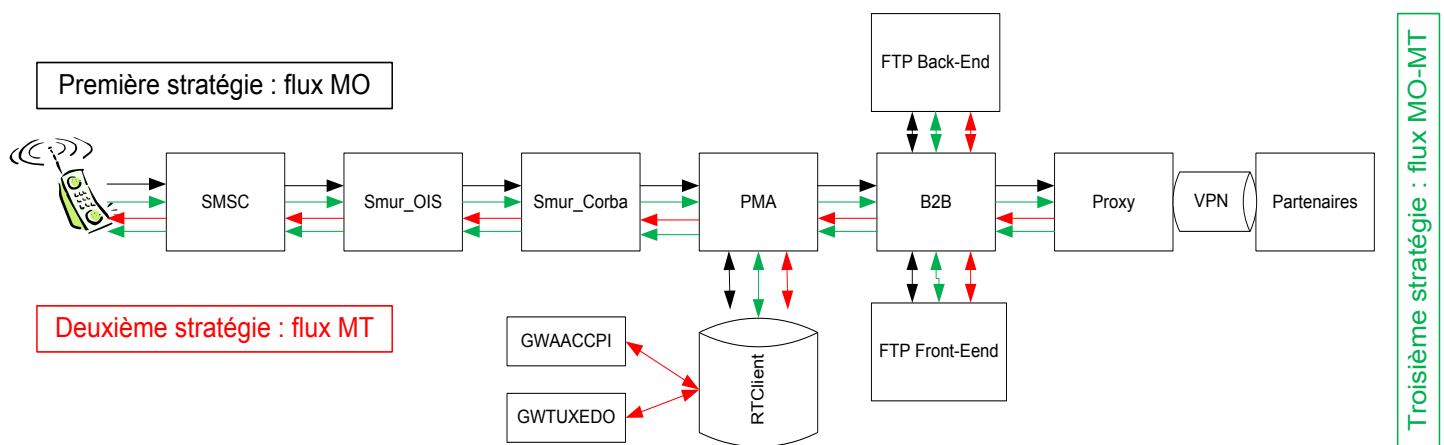 Première stratégie : flux MO
FTP Back-End
SMSC
Smur_OIS
Smur_Corba
PMA
B2B
Proxy
VPN
Partenaires
Deuxième stratégie : flux MT
GWAACCPI
GWTUXEDO
RTClient
FTP Front-Eend
Troisième stratégie : flux MO-MT